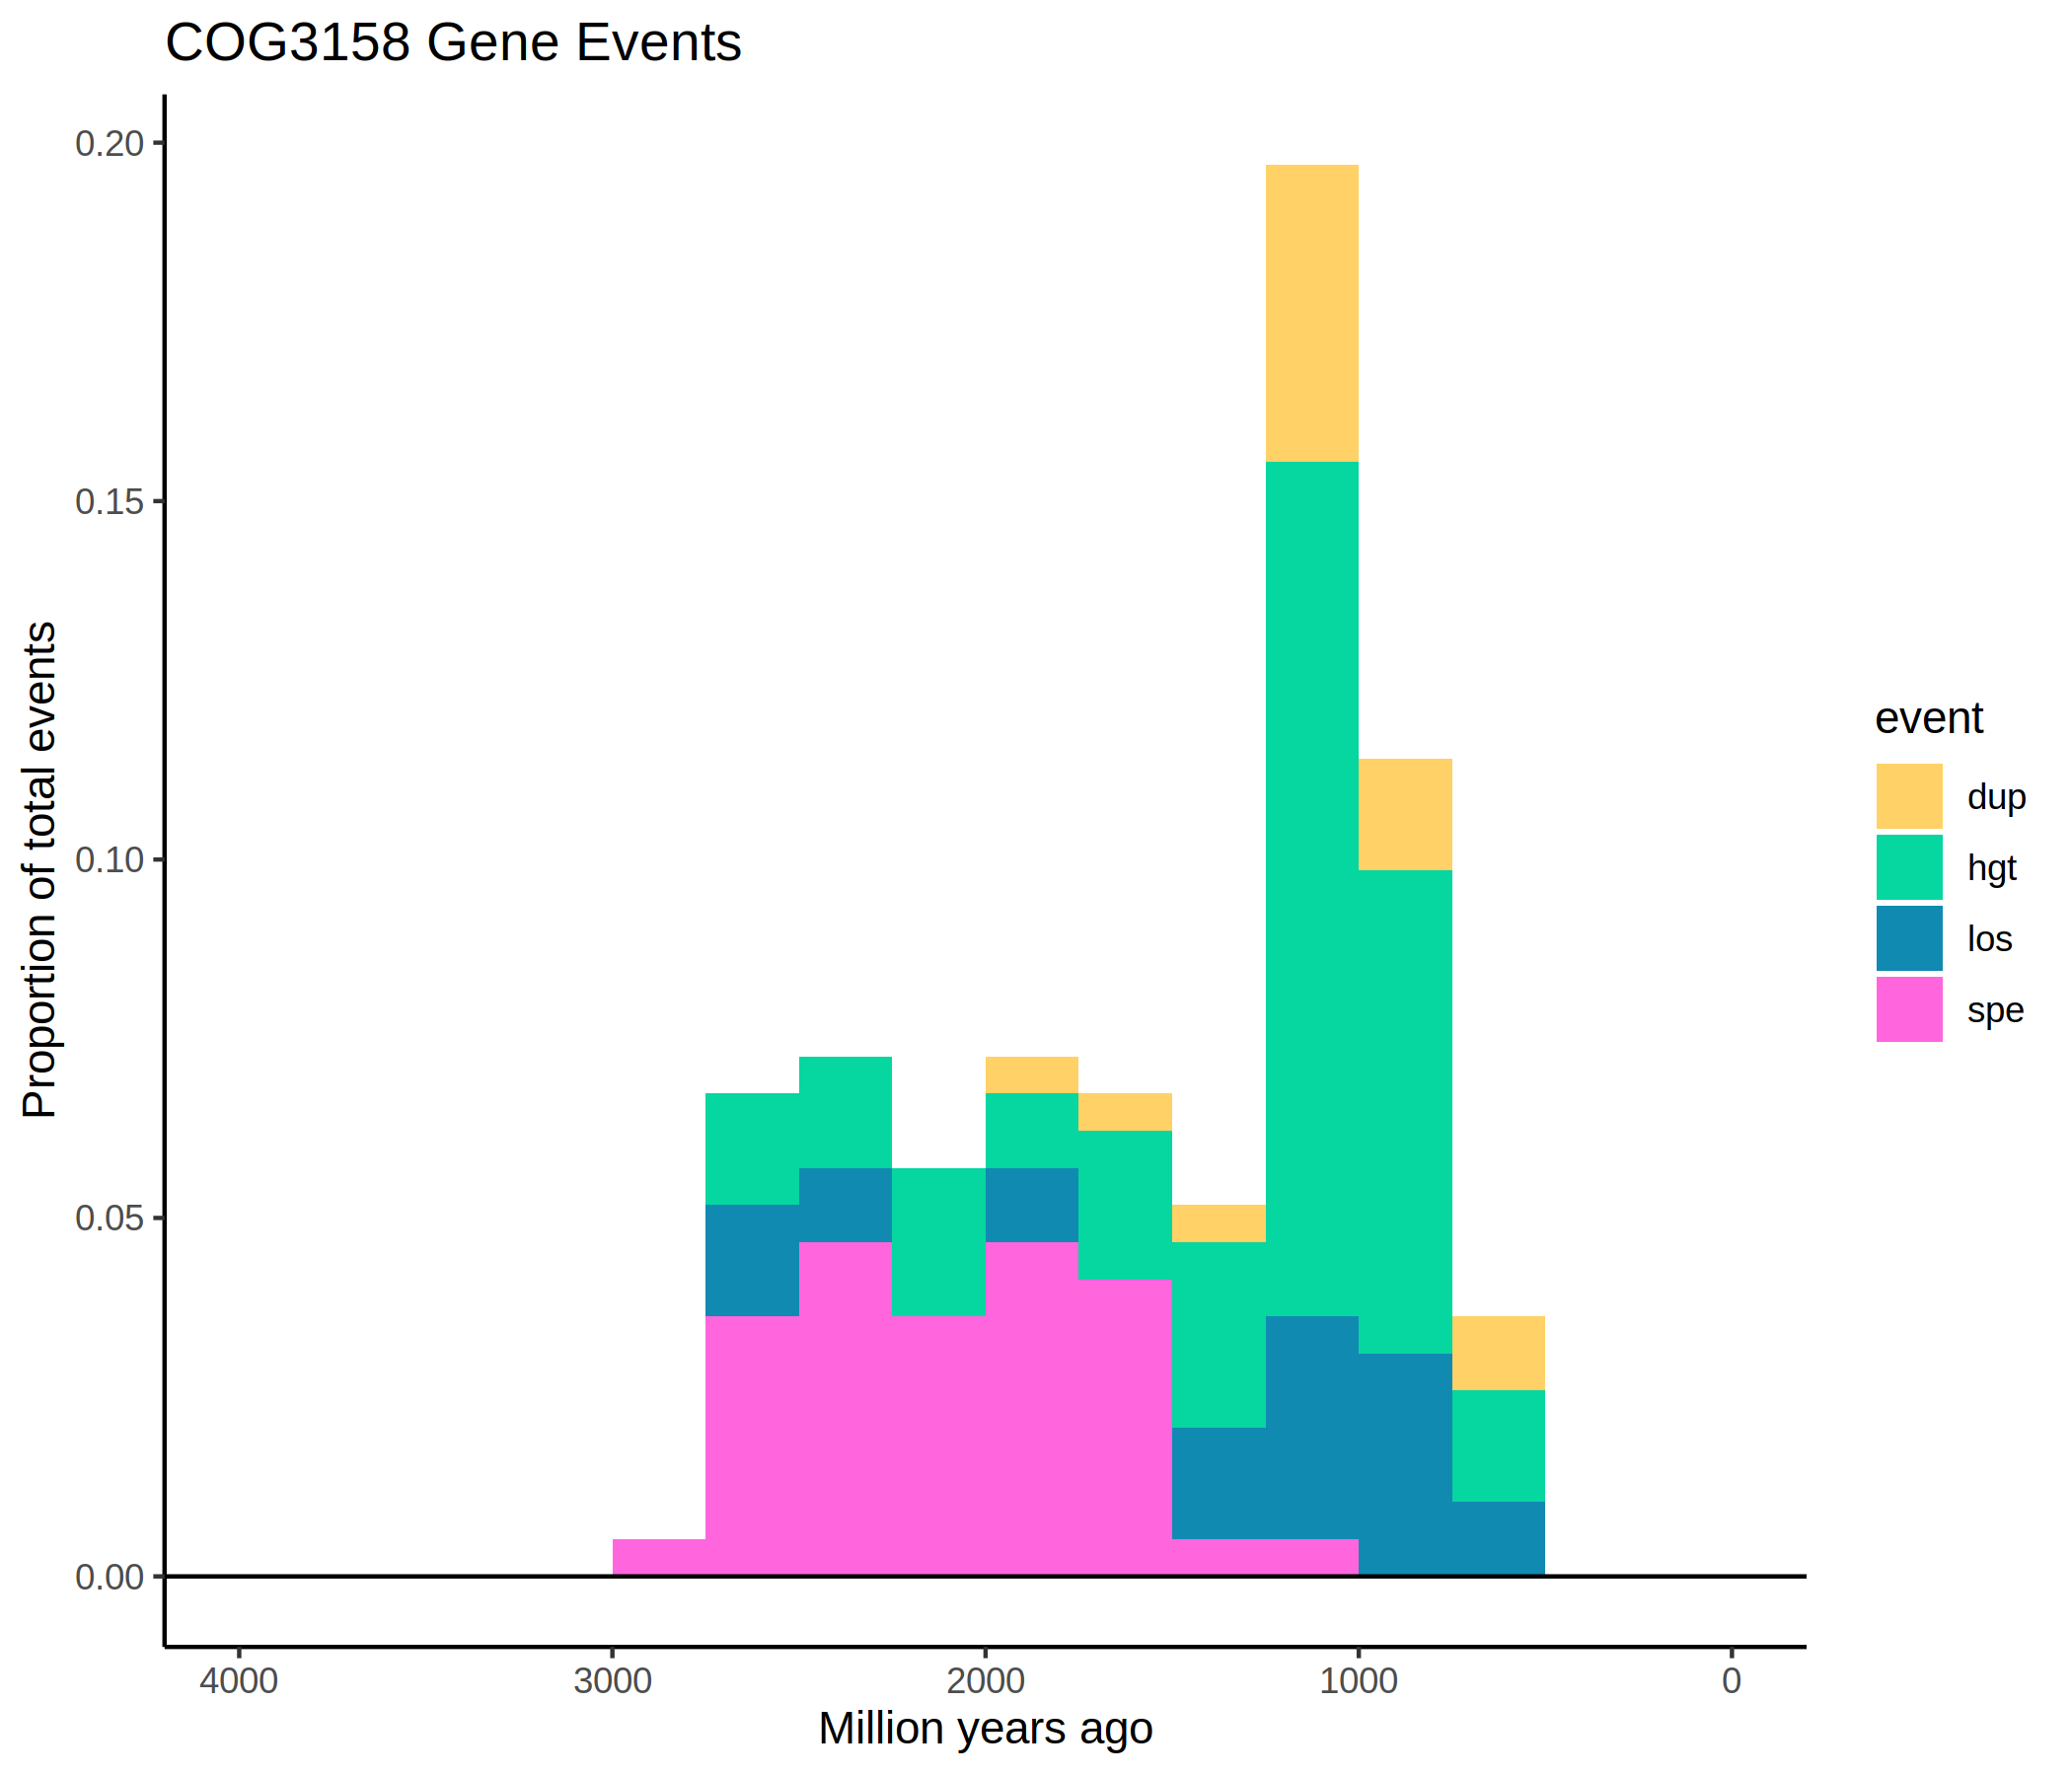 COG3158 Gene Events
0.20
0.15
0.10
0.05
0.00
Proportion of total events
4000 3000 2000 1000 0
Million years ago
event
dup
hgt
los
spe